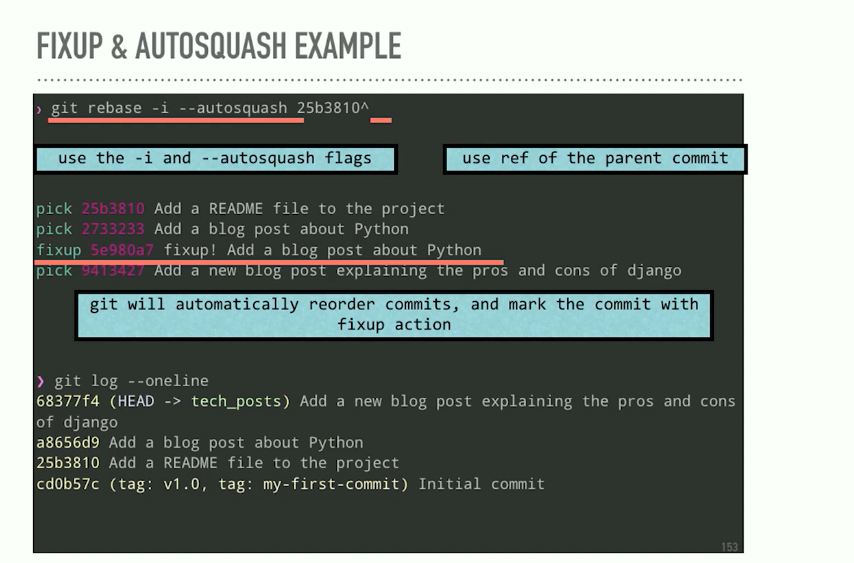 FIXUP & AUTOSQUASH EXAMPLE
❯ git rebase -i --autosquash 25b3810^
use the -i and --autosquash flags
use ref of the parent commit
pick 25b3810 Add a README file to the project
pick 2733233 Add a blog post about Python
fixup 5e980a7 fixup! Add a blog post about Python
pick 9413427 Add a new blog post explaining the pros and cons of django
git will automatically reorder commits, and mark the commit with
fixup action
❯ git log --oneline
68377f4 (HEAD -> tech_posts) Add a new blog post explaining the pros and cons
of django
a8656d9 Add a blog post about Python
25b3810 Add a README file to the project
cd0b57c (tag: v1.0, tag: my-first-commit) Initial commit
153